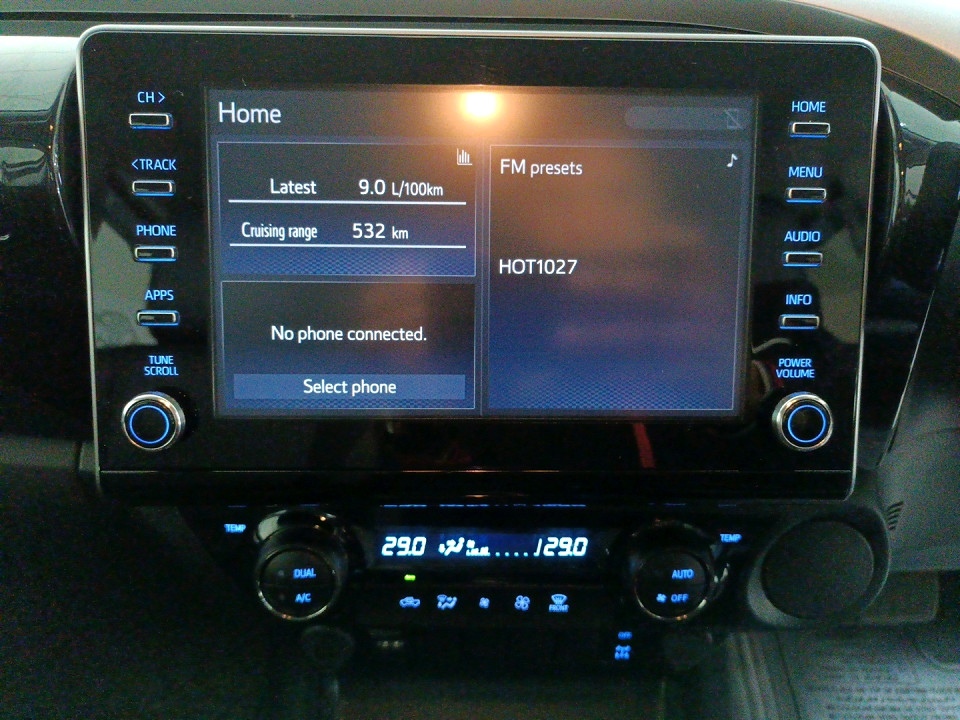 CH >
<TRACK
PHONE
APPS
TUNE
SCROLL
Home
Latest 9.0 L/100km
Cruising range 532 km
No phone connected.
Select phone
FM presets
HOT1027
HOME
MENU
AUDIO
INFO
POWER
VOLUME
TEMP
29.0
29.0
TEMP
DUAL
A/C
FRONT
AUTO
OFF
OFF